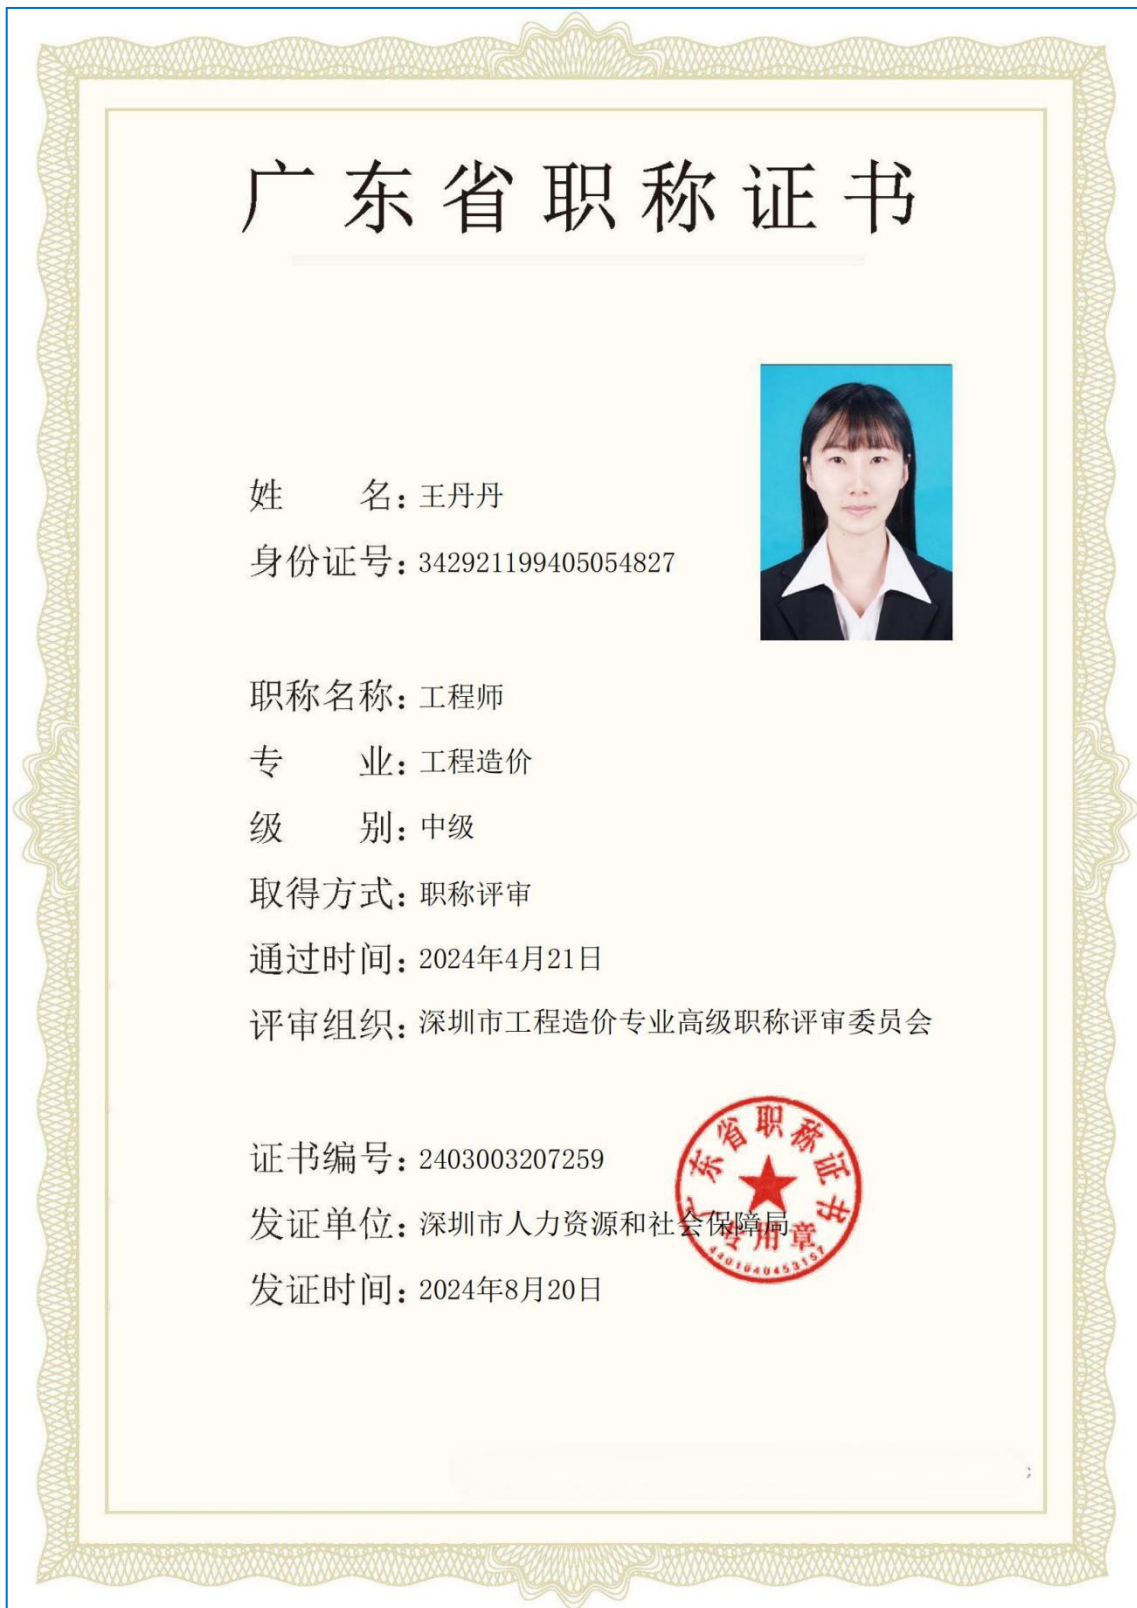 广东省职称证书
姓名：王丹丹
身份证号：342921199405054827
职称名称：工程师
专业：工程造价
级别：中级
取得方式：职称评审
通过时间：2024年4月21日
评审组织：深圳市工程造价专业高级职称评审委员会
证书编号：2403003207259
发证单位：深圳市人力资源和社会保障局
发证时间：2024年8月20日
广东省职称证书
专用章
4401040453157